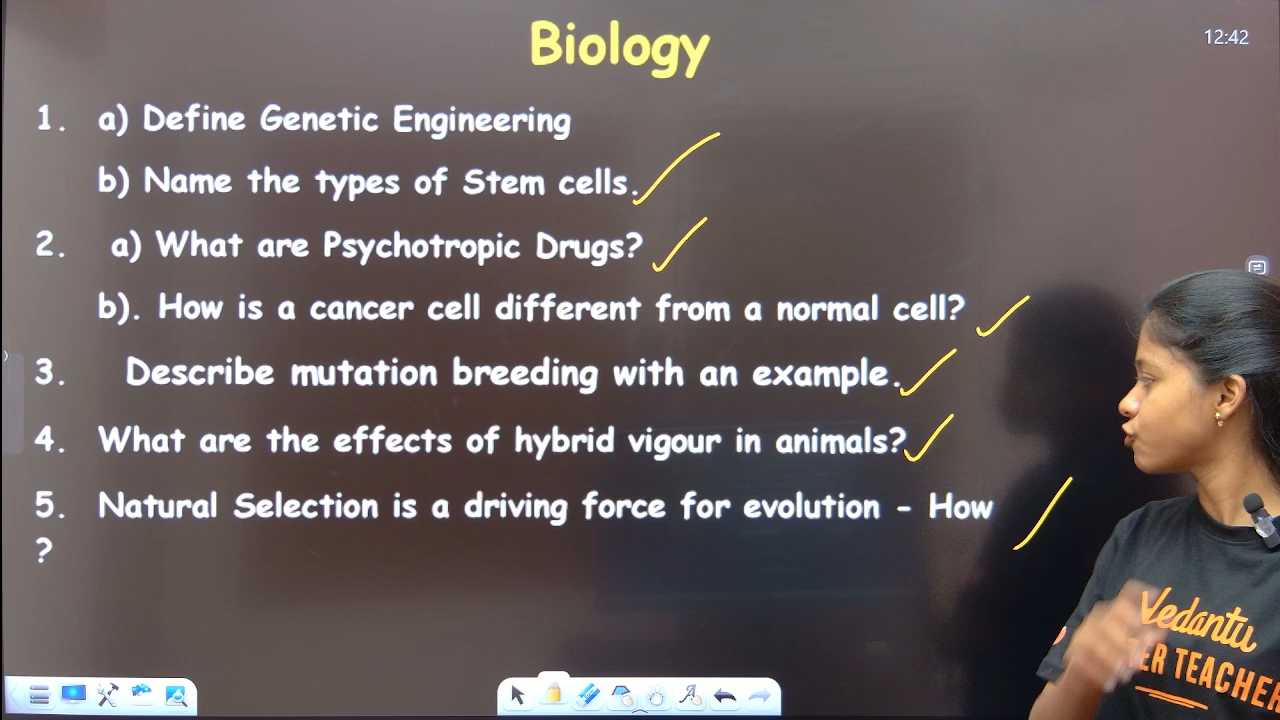 Biology
12:42
1. a) Define Genetic Engineering
b) Name the types of Stem cells.
2. a) What are Psychotropic Drugs?
b). How is a cancer cell different from a normal cell?
3. Describe mutation breeding with an example.
4. What are the effects of hybrid vigour in animals?
5. Natural Selection is a driving force for evolution - How
?
Vedantu
TEACHER